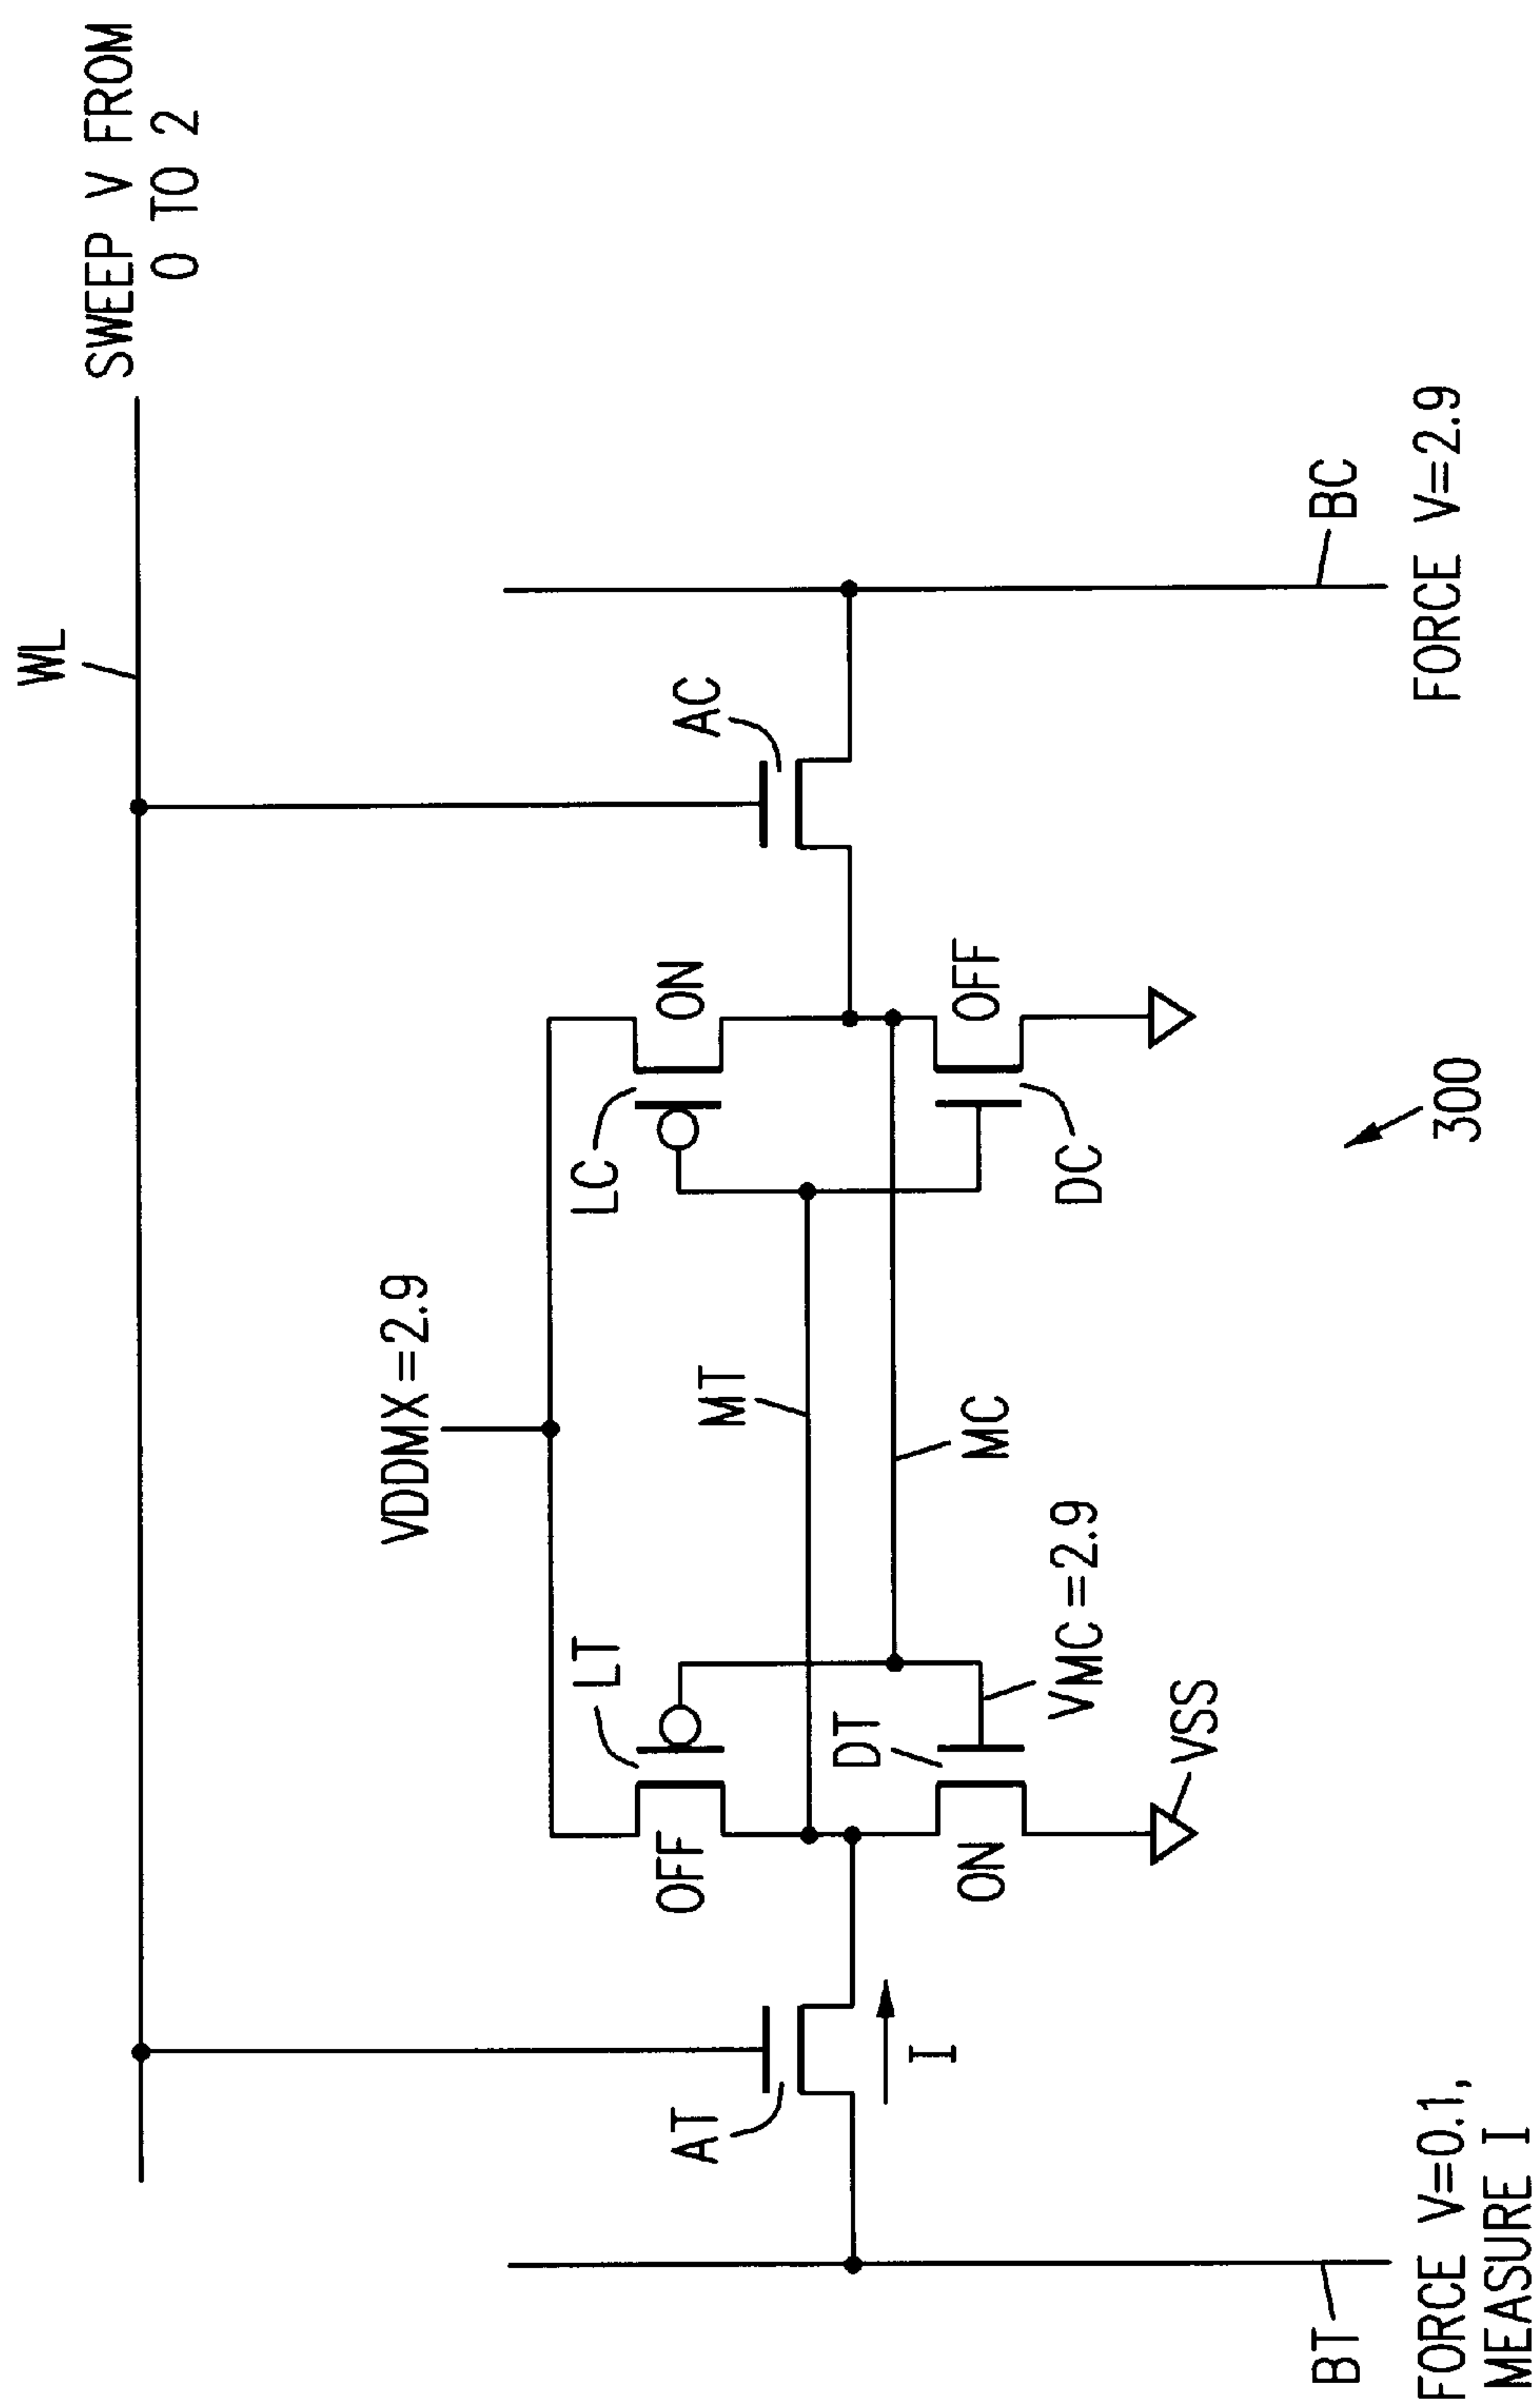 WL
SWEEP V FROM
0 TO 2
VDDMX=2.9
AT
I
OFF
LT
MT
LC
ON
AC
DT
ON
VMC=2.9
MC
DC
OFF
VSS
BT
BC
FORCE V=0.1,
MEASURE I
FORCE V=2.9
300